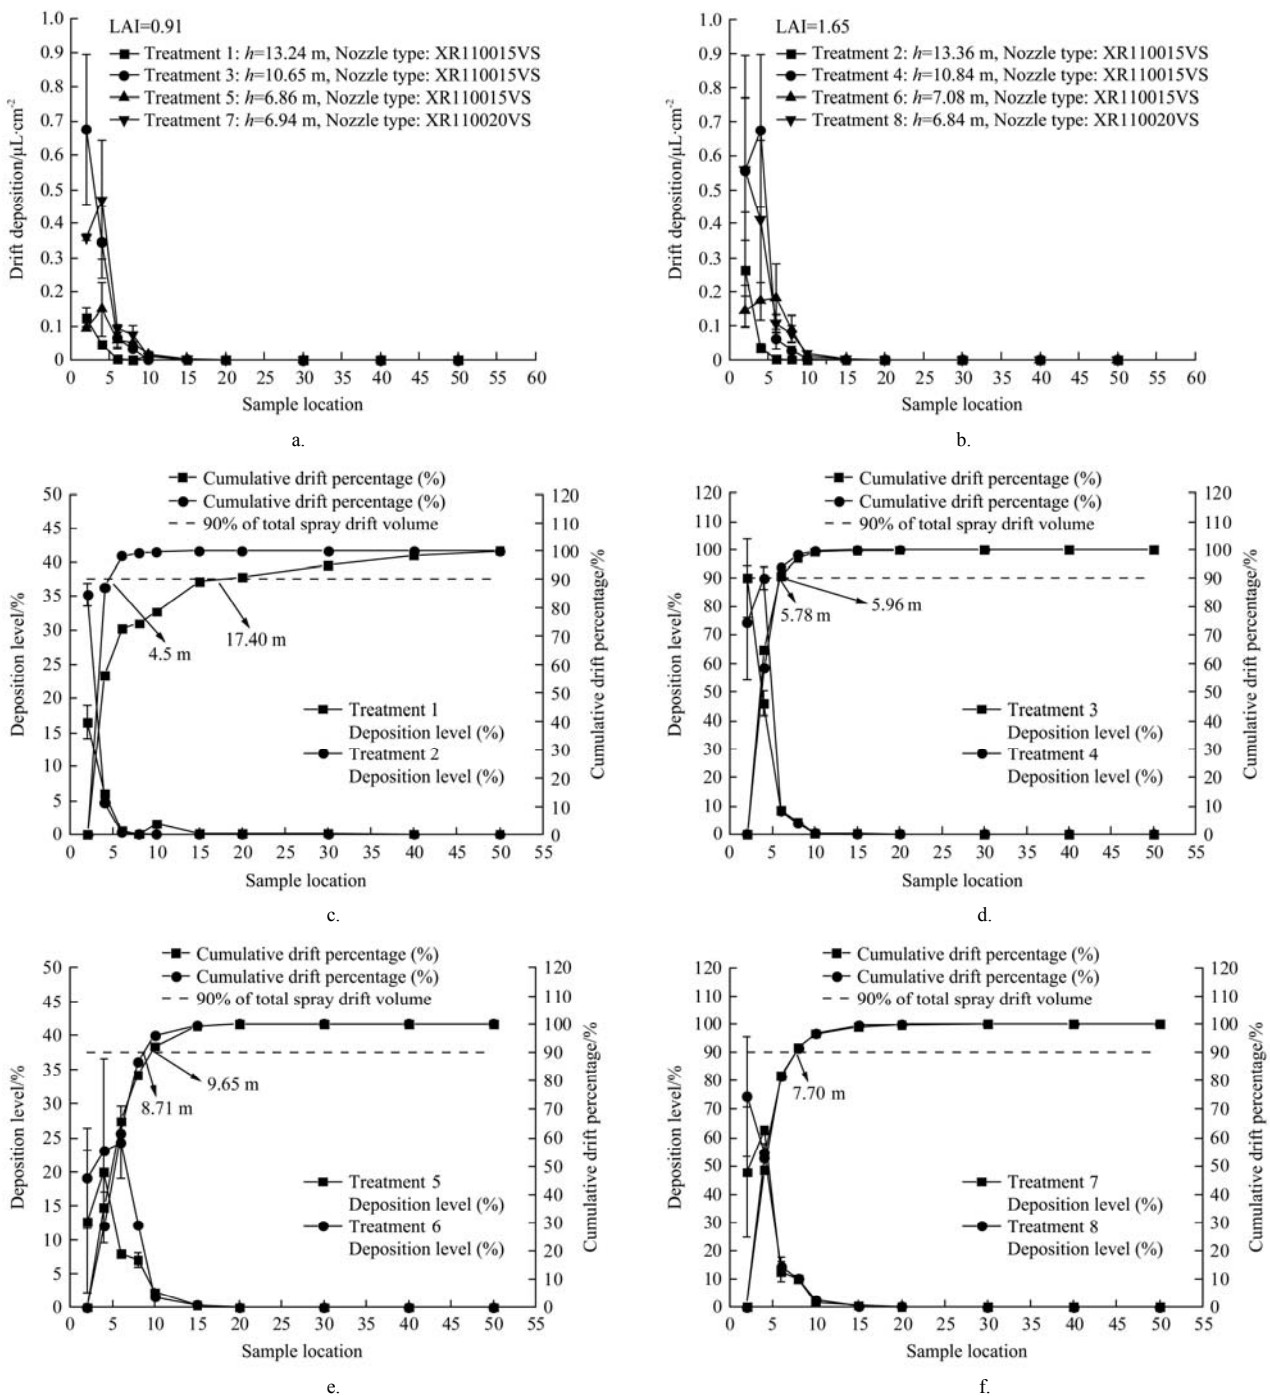 LAI=0.91
Treatment 1: h=13.24 m, Nozzle type: XR110015VS
Treatment 3: h=10.65 m, Nozzle type: XR110015VS
Treatment 5: h=6.86 m, Nozzle type: XR110015VS
Treatment 7: h=6.94 m, Nozzle type: XR110020VS
Drift deposition/μL·cm⁻²
1.0
0.9
0.8
0.7
0.6
0.5
0.4
0.3
0.2
0.1
0
0 5 10 15 20 25 30 35 40 45 50 60
Sample location
a.
LAI=1.65
Treatment 2: h=13.36 m, Nozzle type: XR110015VS
Treatment 4: h=10.84 m, Nozzle type: XR110015VS
Treatment 6: h=7.08 m, Nozzle type: XR110015VS
Treatment 8: h=6.84 m, Nozzle type: XR110020VS
Drift deposition/μL·cm⁻²
1.0
0.9
0.8
0.7
0.6
0.5
0.4
0.3
0.2
0.1
0
0 5 10 15 20 25 30 35 40 45 50 60
Sample location
b.
Cumulative drift percentage (%)
Cumulative drift percentage (%)
90% of total spray drift volume
Deposition level/%
50
45
40
35
30
25
20
15
10
5
0
120
110
100
90
80
70
60
50
40
30
20
10
0
Cumulative drift percentage/%
4.5 m
17.40 m
Treatment 1
Deposition level (%)
Treatment 2
Deposition level (%)
0 5 10 15 20 25 30 35 40 45 50 55
Sample location
c.
Cumulative drift percentage (%)
Cumulative drift percentage (%)
90% of total spray drift volume
Deposition level/%
120
110
100
90
80
70
60
50
40
30
20
10
0
120
110
100
90
80
70
60
50
40
30
20
10
0
Cumulative drift percentage/%
5.78 m
5.96 m
Treatment 3
Deposition level (%)
Treatment 4
Deposition level (%)
0 5 10 15 20 25 30 35 40 45 50 55
Sample location
d.
Cumulative drift percentage (%)
Cumulative drift percentage (%)
90% of total spray drift volume
Deposition level/%
50
45
40
35
30
25
20
15
10
5
0
120
110
100
90
80
70
60
50
40
30
20
10
0
Cumulative drift percentage/%
9.65 m
8.71 m
Treatment 5
Deposition level (%)
Treatment 6
Deposition level (%)
0 5 10 15 20 25 30 35 40 45 50 55
Sample location
e.
Cumulative drift percentage (%)
Cumulative drift percentage (%)
90% of total spray drift volume
Deposition level/%
120
110
100
90
80
70
60
50
40
30
20
10
0
120
110
100
90
80
70
60
50
40
30
20
10
0
Cumulative drift percentage/%
7.70 m
Treatment 7
Deposition level (%)
Treatment 8
Deposition level (%)
0 5 10 15 20 25 30 35 40 45 50 55
Sample location
f.